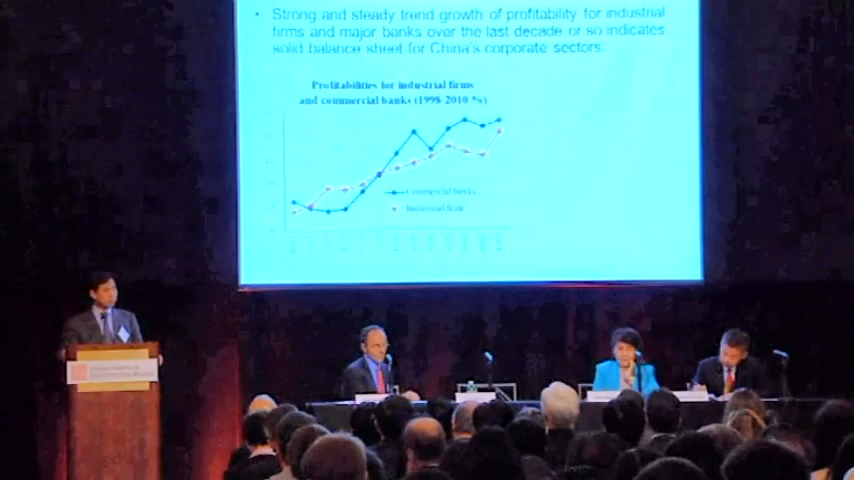 • Strong and steady trend growth of profitability for industrial
firms and major banks over the last decade or so indicates
solid balance sheet for China's corporate sectors.
Profitabilities for industrial firms
and commercial banks (1998-2010 %)
Commercial banks
Industrial firm